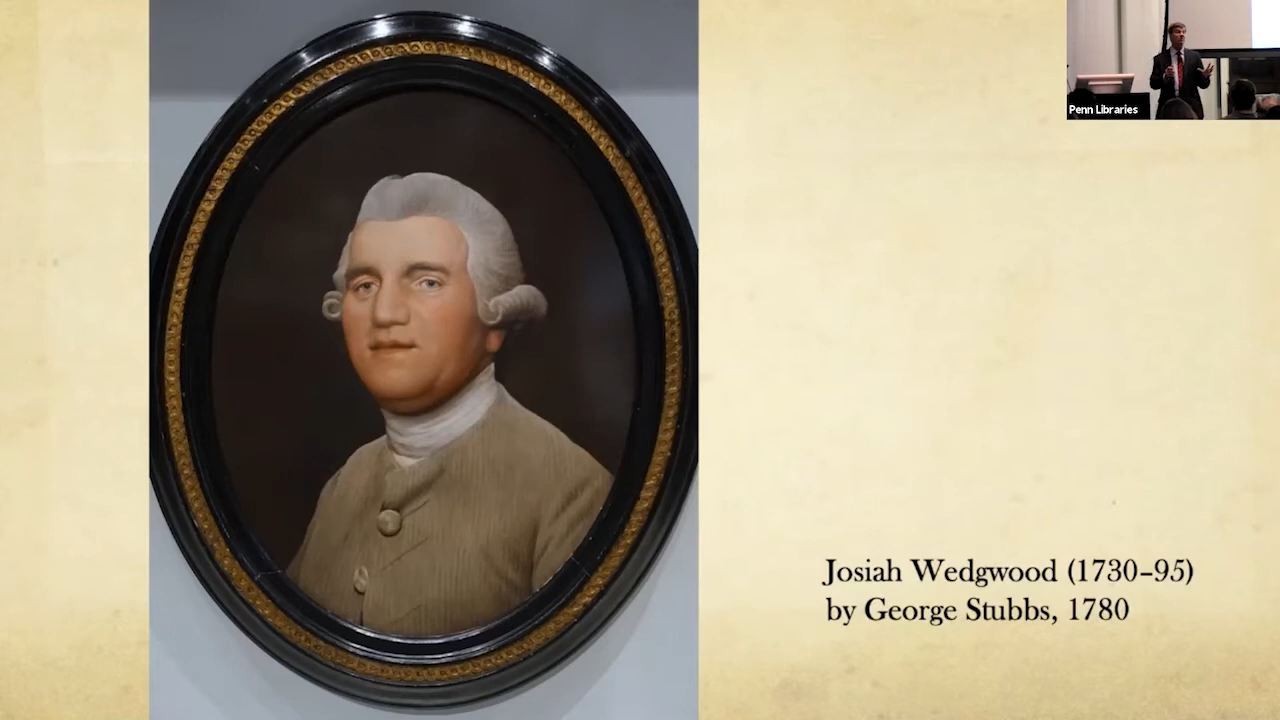 Penn Libraries
Josiah Wedgwood (1730–95)
by George Stubbs, 1780